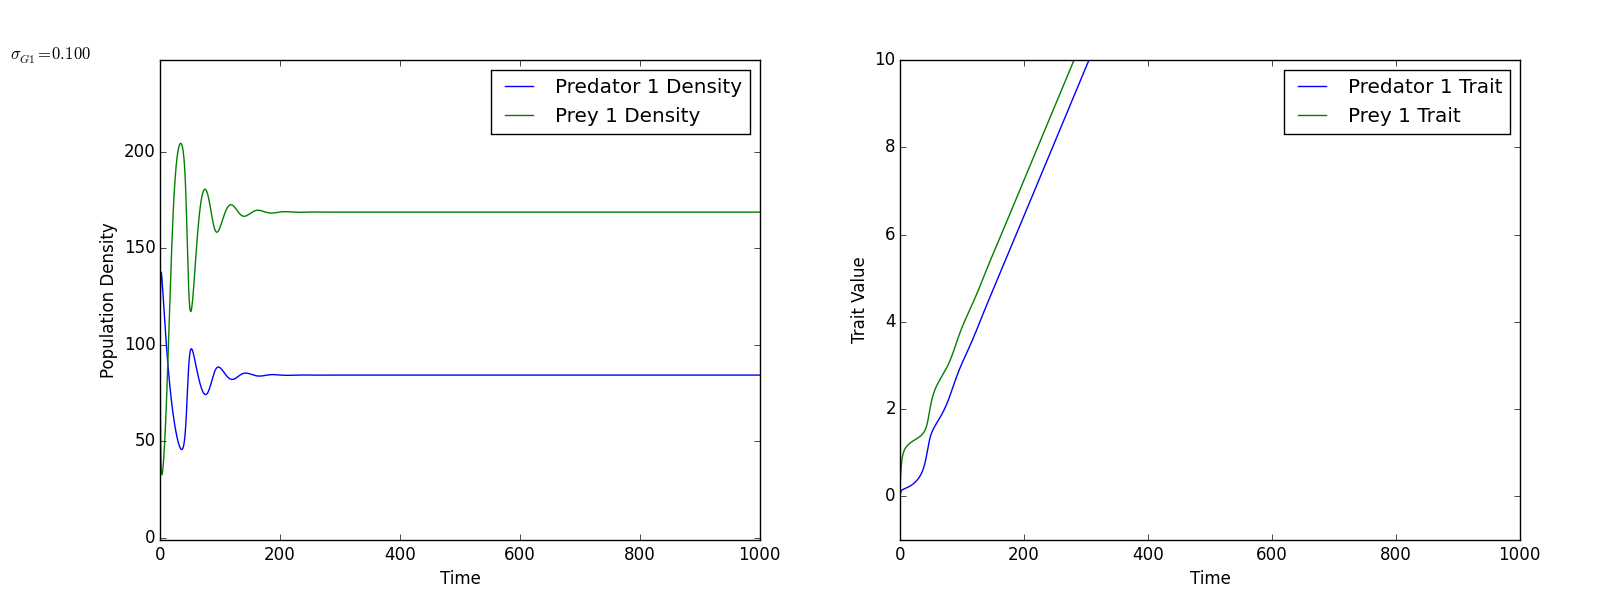 σ_G1=0.100
Predator 1 Density
Prey 1 Density
Population Density
200
150
100
50
0
0 200 400 600 800 1000
Time
Predator 1 Trait
Prey 1 Trait
Trait Value
10
8
6
4
2
0
0 200 400 600 800 1000
Time